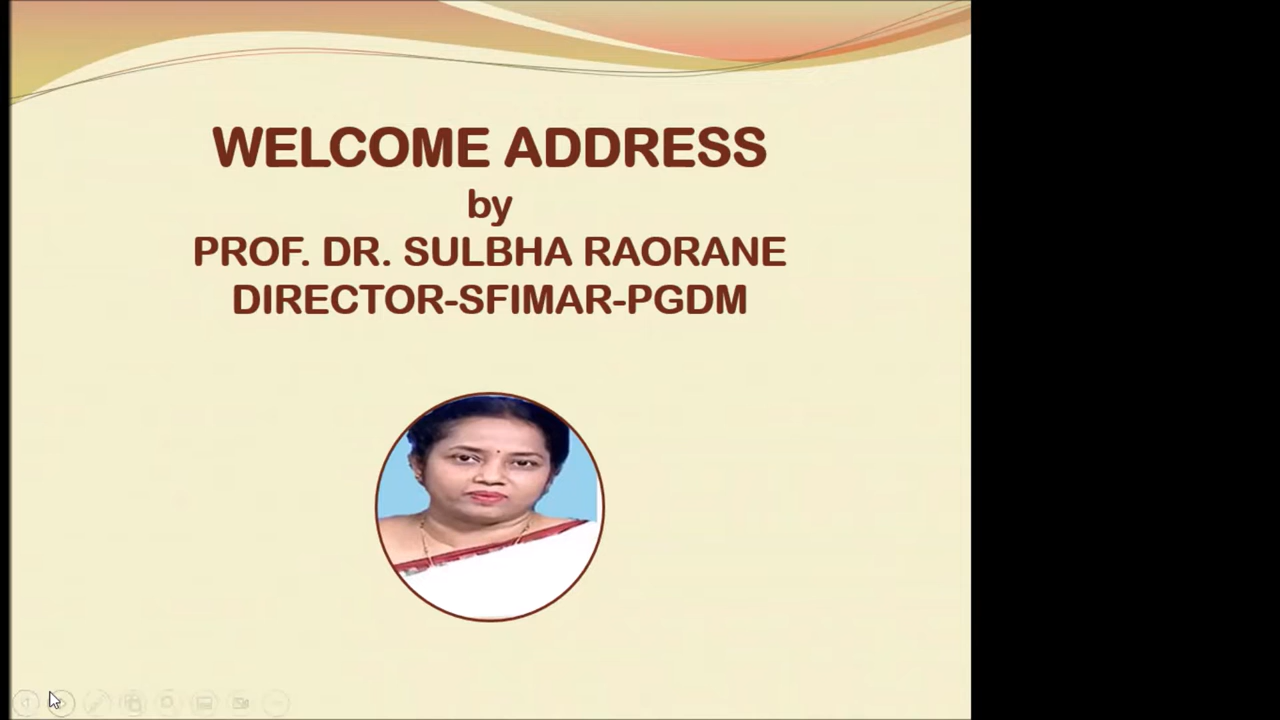 WELCOME ADDRESS
by
PROF. DR. SULBHA RAORANE
DIRECTOR-SFIMAR-PGDM